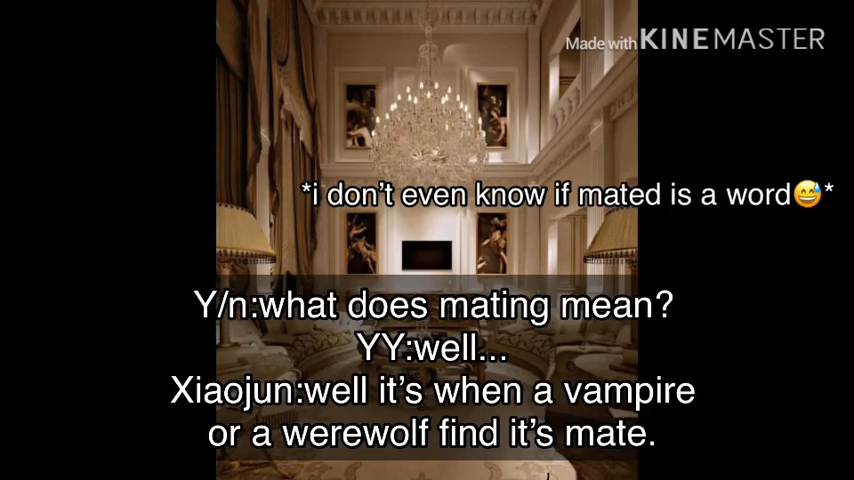 Made with KINEMASTER
*i don't even know if mated is a word😅*
Y/n:what does mating mean?
YY:well...
Xiaojun:well it's when a vampire
or a werewolf find it's mate.